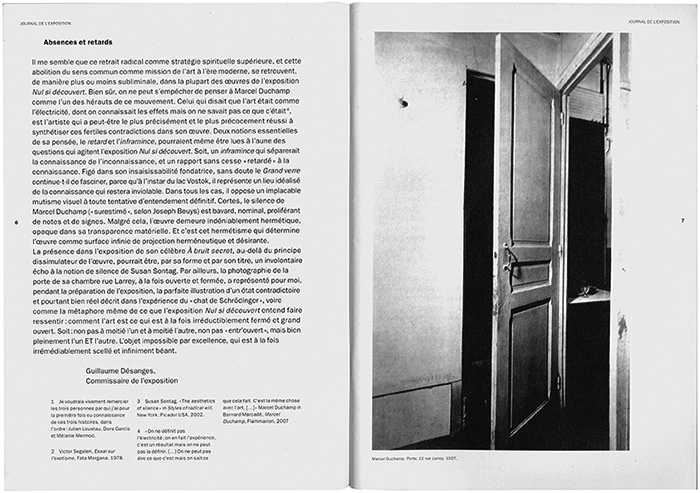 JOURNAL DE L'EXPOSITION
Absences et retards
Il me semble que ce retrait radical comme stratégie spirituelle supérieure, et cette
abolition du sens commun comme mission de l'art à l'ère moderne, se retrouvent,
de manière plus ou moins subliminale, dans la plupart des œuvres de l'exposition
Nul si découvert. Bien sûr, on ne peut s'empêcher de penser à Marcel Duchamp
comme l'un des hérauts de ce mouvement. Celui qui disait que l'art était comme
l'électricité, dont on connaissait les effets mais on ne savait pas ce que c'était⁴,
est l'artiste qui a peut-être le plus précisément et le plus précocement réussi à
synthétiser ces fertiles contradictions dans son œuvre. Deux notions essentielles
de sa pensée, le retard et l'inframince, pourraient même être lues à l'aune des
questions qui agitent l'exposition Nul si découvert. Soit, un inframince qui séparerait
la connaissance de l'inconnaissance, et un rapport sans cesse « retardé » à la
connaissance. Figé dans son insaisissabilité fondatrice, sans doute le Grand verre
continue-t-il de fasciner, parce qu'à l'instar du lac Vostok, il représente un lieu idéalisé
de la connaissance qui restera inviolable. Dans tous les cas, il oppose un implacable
mutisme visuel à toute tentative d'entendement définitif. Certes, le silence de
Marcel Duchamp (« surestimé », selon Joseph Beuys) est bavard, nominal, proliférant
de notes et de signes. Malgré cela, l'œuvre demeure indéniablement hermétique,
opaque dans sa transparence matérielle. Et c'est cet hermétisme qui détermine
l'œuvre comme surface infinie de projection herméneutique et désirante.
La présence dans l'exposition de son célèbre À bruit secret, au-delà du principe
dissimulateur de l'œuvre, pourrait être, par sa forme et par son titre, un involontaire
écho à la notion de silence de Susan Sontag. Par ailleurs, la photographie de la
porte de sa chambre rue Larrey, à la fois ouverte et fermée, a représenté pour moi,
pendant la préparation de l'exposition, la parfaite illustration d'un état contradictoire
et pourtant bien réel décrit dans l'expérience du « chat de Schrödinger », voire
comme la métaphore même de ce que l'exposition Nul si découvert entend faire
ressentir : comment l'art est ce qui est à la fois irréductiblement fermé et grand
ouvert. Soit : non pas à moitié l'un et à moitié l'autre, non pas « entr'ouvert », mais bien
pleinement l'un ET l'autre. L'objet impossible par excellence, qui est à la fois
irrémédiablement scellé et infiniment béant.
Guillaume Désanges,
Commissaire de l'exposition
1 Je voudrais vivement remercier
les trois personnes par qui j'ai pour
la première fois eu connaissance
de ces trois histoires, dans
l'ordre : Julien Loustau, Dora García
et Mélanie Mermod.
2 Victor Segalen, Essai sur
l'exotisme, Fata Morgana, 1978.
3 Susan Sontag, « The aesthetics
of silence » in Styles of radical will,
New York, Picador USA, 2002.
4 « On ne définit pas
l'électricité ; on en fait l'expérience,
c'est un résultat mais on ne peut
pas la définir. [...] On ne peut pas
dire ce que c'est mais on sait ce
que cela fait. C'est la même chose
avec l'art. [...] » Marcel Duchamp in
Bernard Marcadé, Marcel
Duchamp, Flammarion, 2007
6
JOURNAL DE L'EXPOSITION
7
Marcel Duchamp, Porte, 11 rue Larrey, 1927.